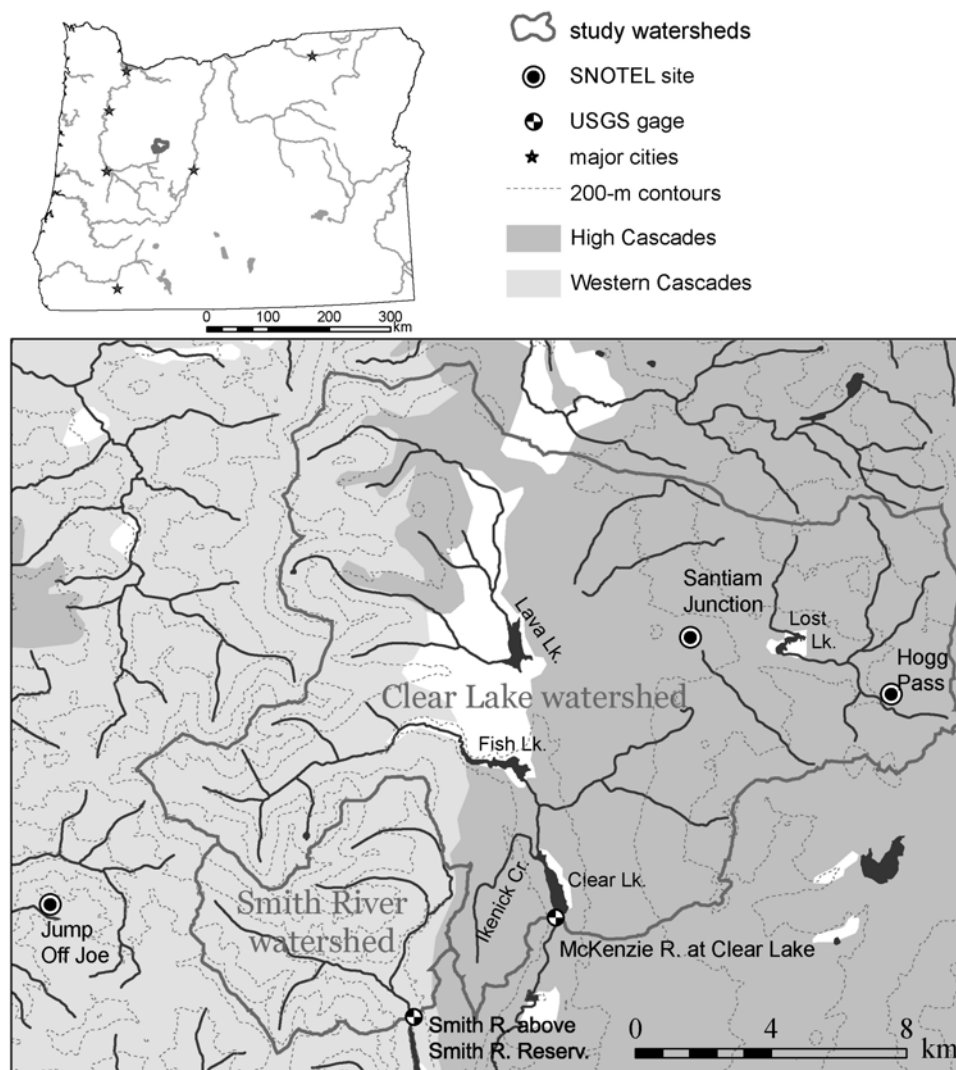 study watersheds
SNOTEL site
USGS gage
major cities
200-m contours
High Cascades
Western Cascades
0 100 200 300
km
Santiam
Junction
Lost
Lk.
Hogg
Pass
Lava Lk.
Clear Lake watershed
Fish Lk.
Ikenick Cr.
Clear Lk.
Smith River
watershed
Jump
Off Joe
McKenzie R. at Clear Lake
Smith R. above
Smith R. Reserv.
0 4 8
km